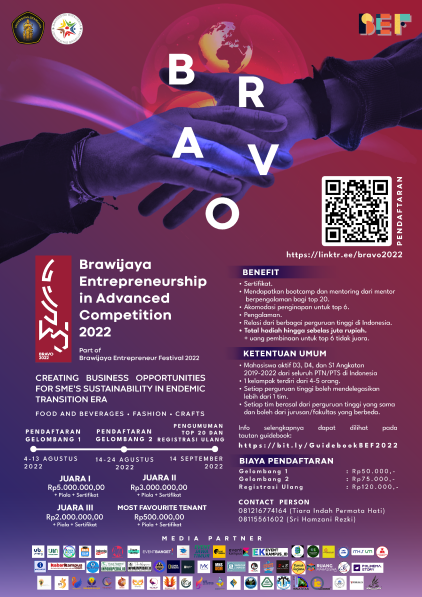 BEF
B
R
A
V
O
PENDAFTARAN
https://linktr.ee/bravo2022
BRAVO
2022
Brawijaya
Entrepreneurship
in Advanced
Competition
2022
Part of
Brawijaya Entrepreneur Festival 2022
CREATING BUSINESS OPPORTUNITIES
FOR SME'S SUSTAINABILITY IN ENDEMIC
TRANSITION ERA
FOOD AND BEVERAGES • FASHION • CRAFTS
PENDAFTARAN
GELOMBANG 1
PENDAFTARAN
GELOMBANG 2
PENGUMUMAN
TOP 20 DAN
REGISTRASI ULANG
4-13 AGUSTUS
2022
14-24 AGUSTUS
2022
14 SEPTEMBER
2022
JUARA I
Rp5.000.000,00
+ Piala + Sertifikat
JUARA II
Rp3.000.000,00
+ Piala + Sertifikat
JUARA III
Rp2.000.000,00
+ Piala + Sertifikat
MOST FAVOURITE TENANT
Rp500.000,00
+ Piala + Sertifikat
BENEFIT
• Sertifikat.
• Mendapatkan bootcamp dan mentoring dari mentor
berpengalaman bagi top 20.
• Akomodasi penginapan untuk top 6.
• Pengalaman.
• Relasi dari berbagai perguruan tinggi di Indonesia.
• Total hadiah hingga sebelas juta rupiah.
+ uang pembinaan untuk top 6 tidak juara.
KETENTUAN UMUM
• Mahasiswa aktif D3, D4, dan S1 Angkatan
2019-2022 dari seluruh PTN/PTS di Indonesia
• 1 kelompok terdiri dari 4-5 orang.
• Setiap perguruan tinggi boleh mendelegasikan
lebih dari 1 tim.
• Setiap tim berasal dari perguruan tinggi yang sama
dan boleh dari jurusan/fakultas yang berbeda.
Info selengkapnya dapat dilihat pada
tautan guidebook:
https://bit.ly/GuidebookBEF2022
BIAYA PENDAFTARAN
Gelombang 1 : Rp50.000,-
Gelombang 2 : Rp75.000,-
Registrasi Ulang : Rp120.000,-
CONTACT PERSON
081216774164 (Tiara Indah Permata Hati)
08115561602 (Sri Hamzani Rezki)
MEDIA PARTNER